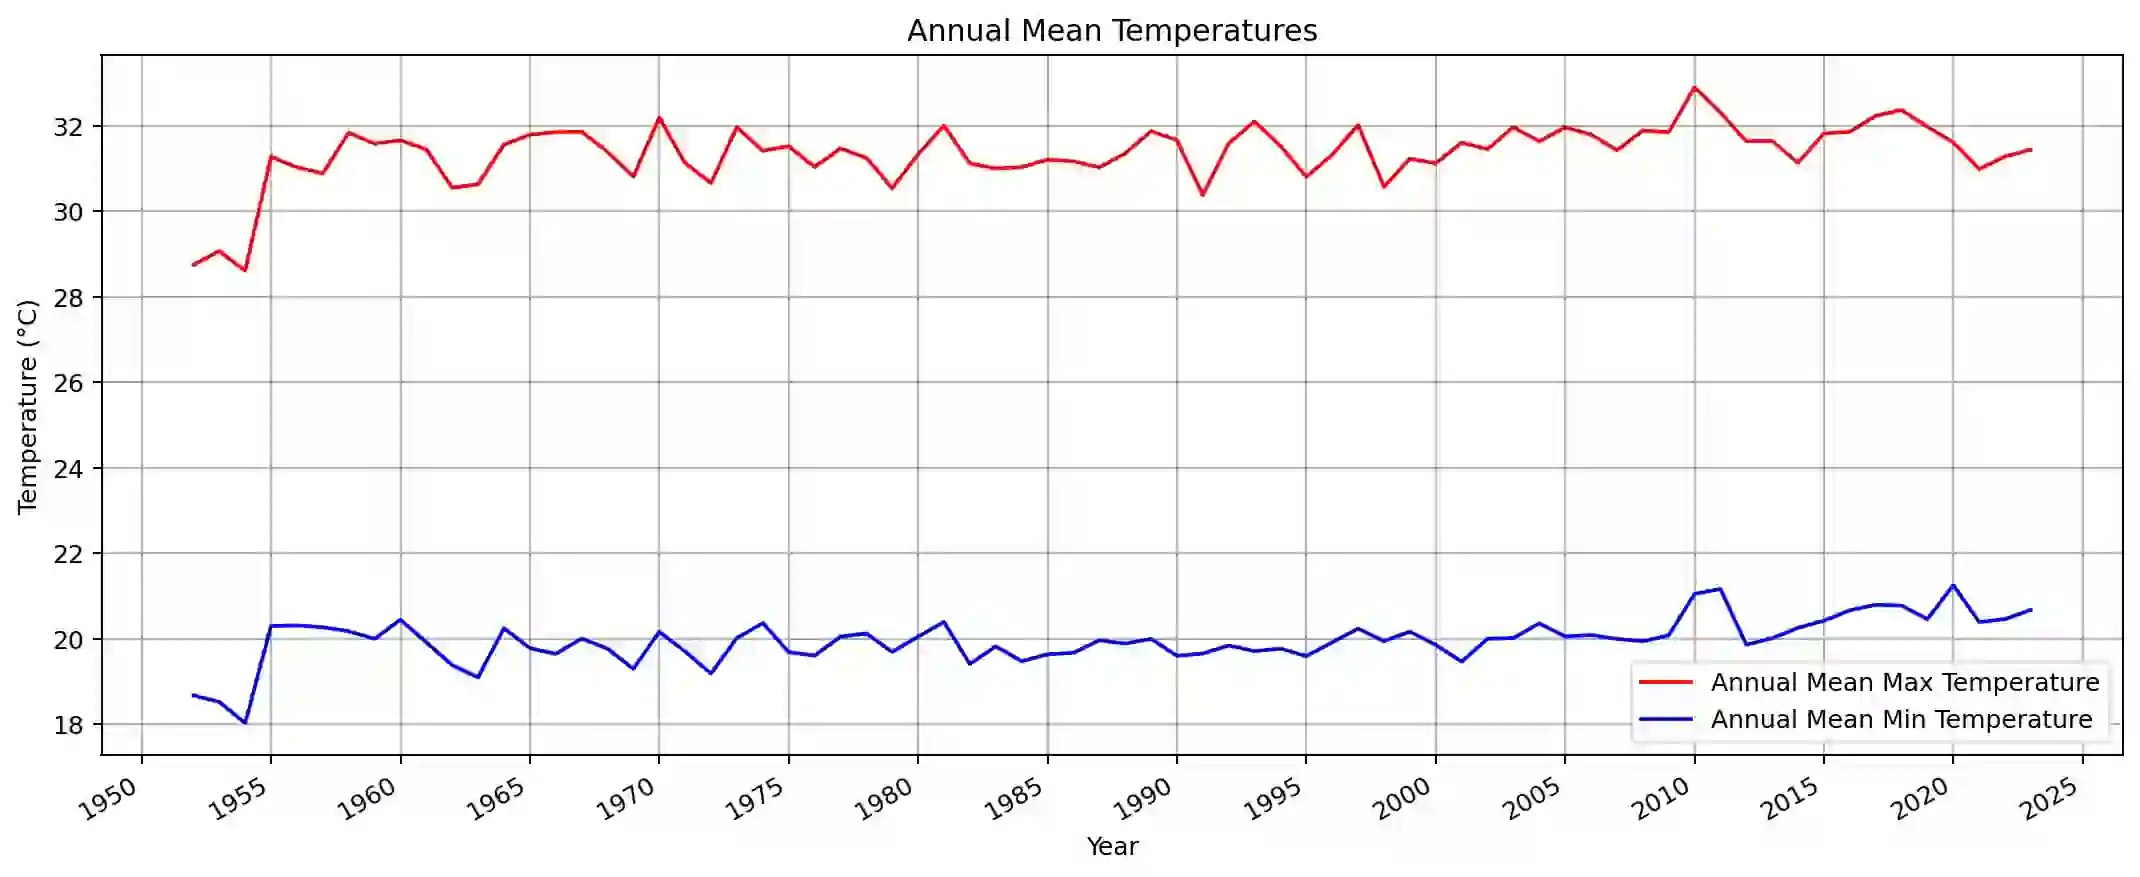 Annual Mean Temperatures
Temperature (°C)
32
30
28
26
24
22
20
18
Annual Mean Max Temperature
Annual Mean Min Temperature
1950 1955 1960 1965 1970 1975 1980 1985 1990 1995 2000 2005 2010 2015 2020 2025
Year